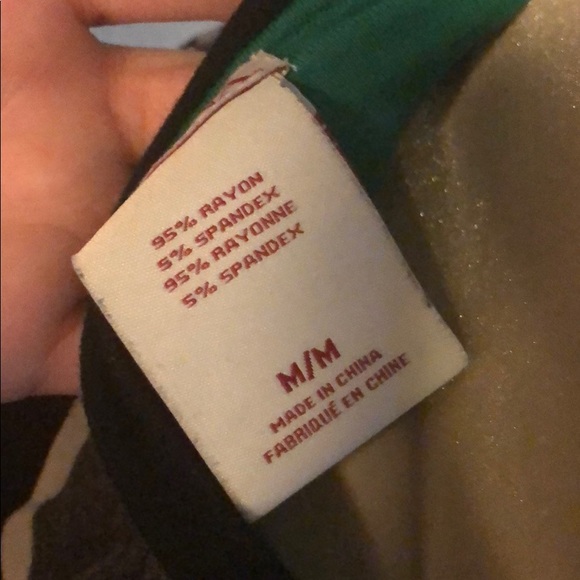 95% RAYON
5% SPANDEX
95% RAYONNE
5% SPANDEX
M/M
MADE IN CHINA
FABRIQUÉ EN CHINE